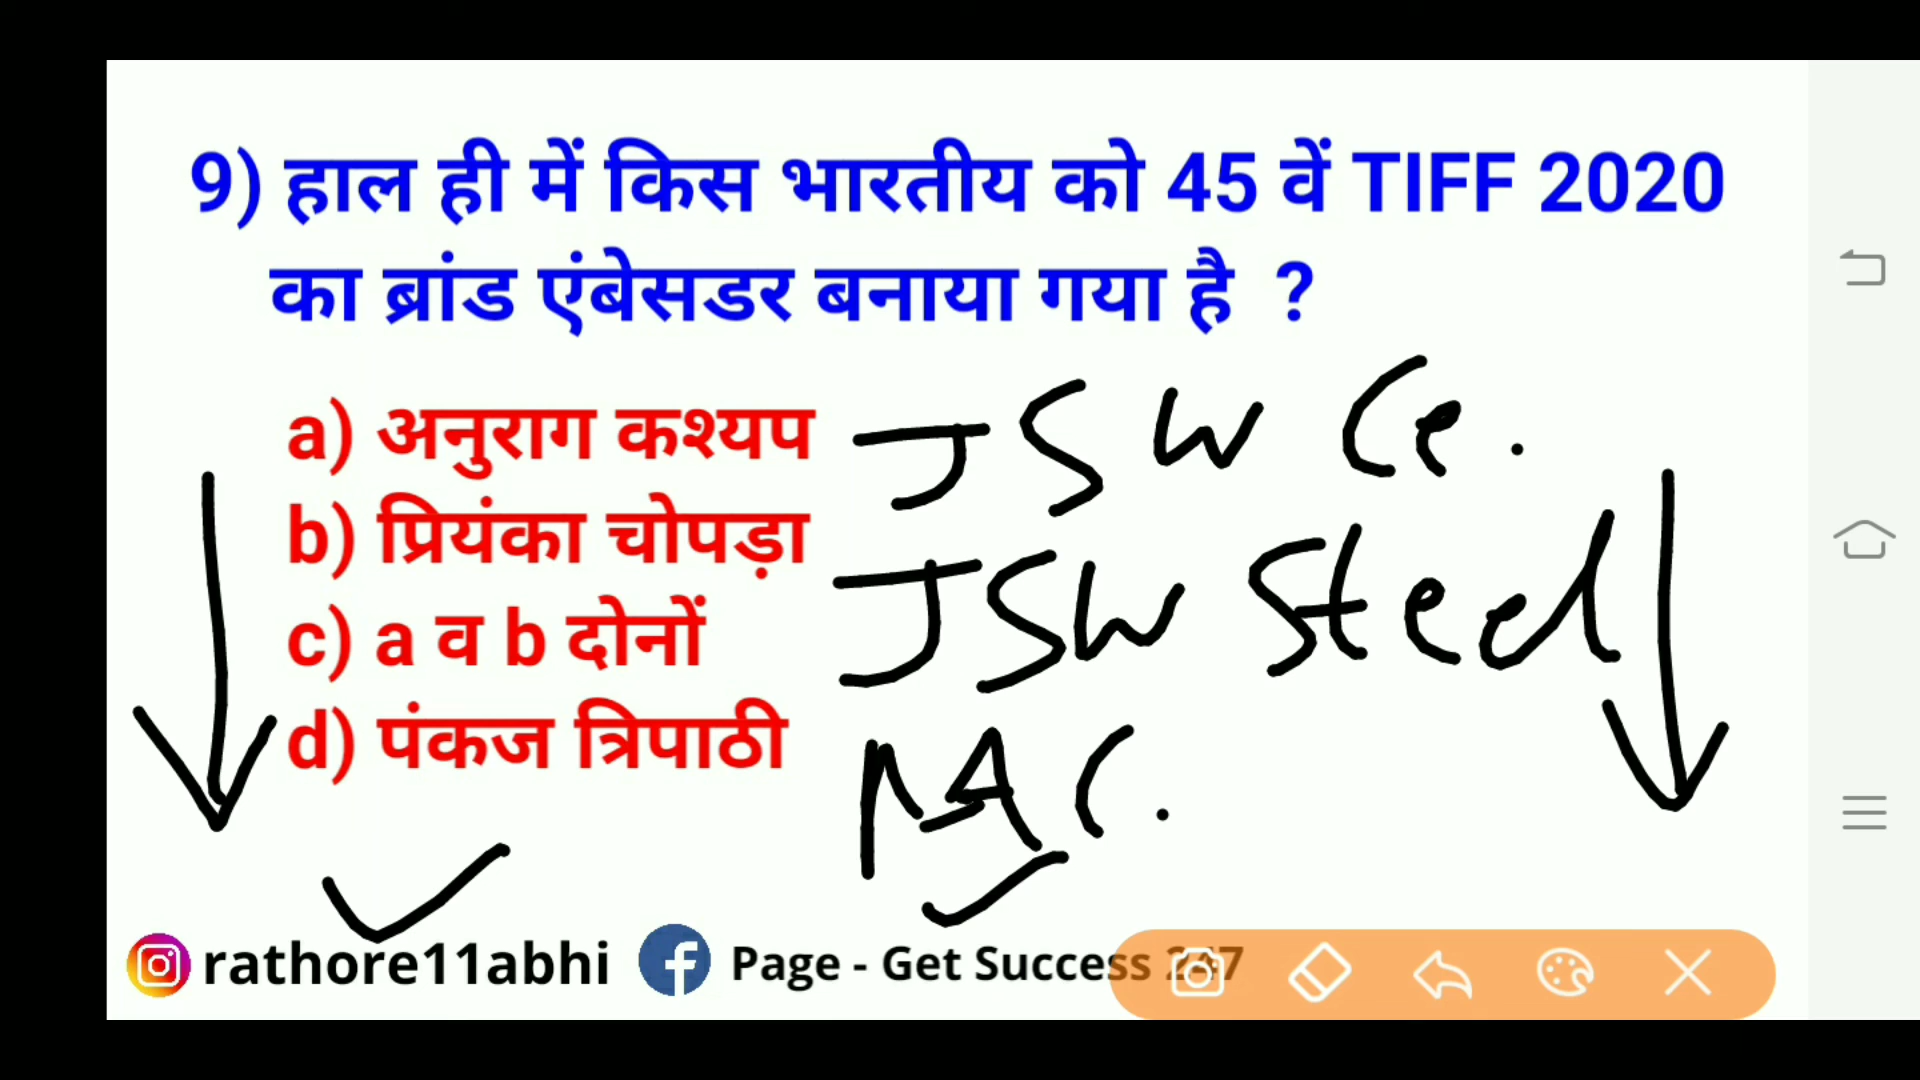 9) हाल ही में किस भारतीय को 45 वें TIFF 2020
का ब्रांड एंबेसडर बनाया गया है ?
a) अनुराग कश्यप JSW Ce.
b) प्रियंका चोपड़ा JSW Steel
c) a व b दोनों
d) पंकज त्रिपाठी
rathore11abhi Page - Get Success 247